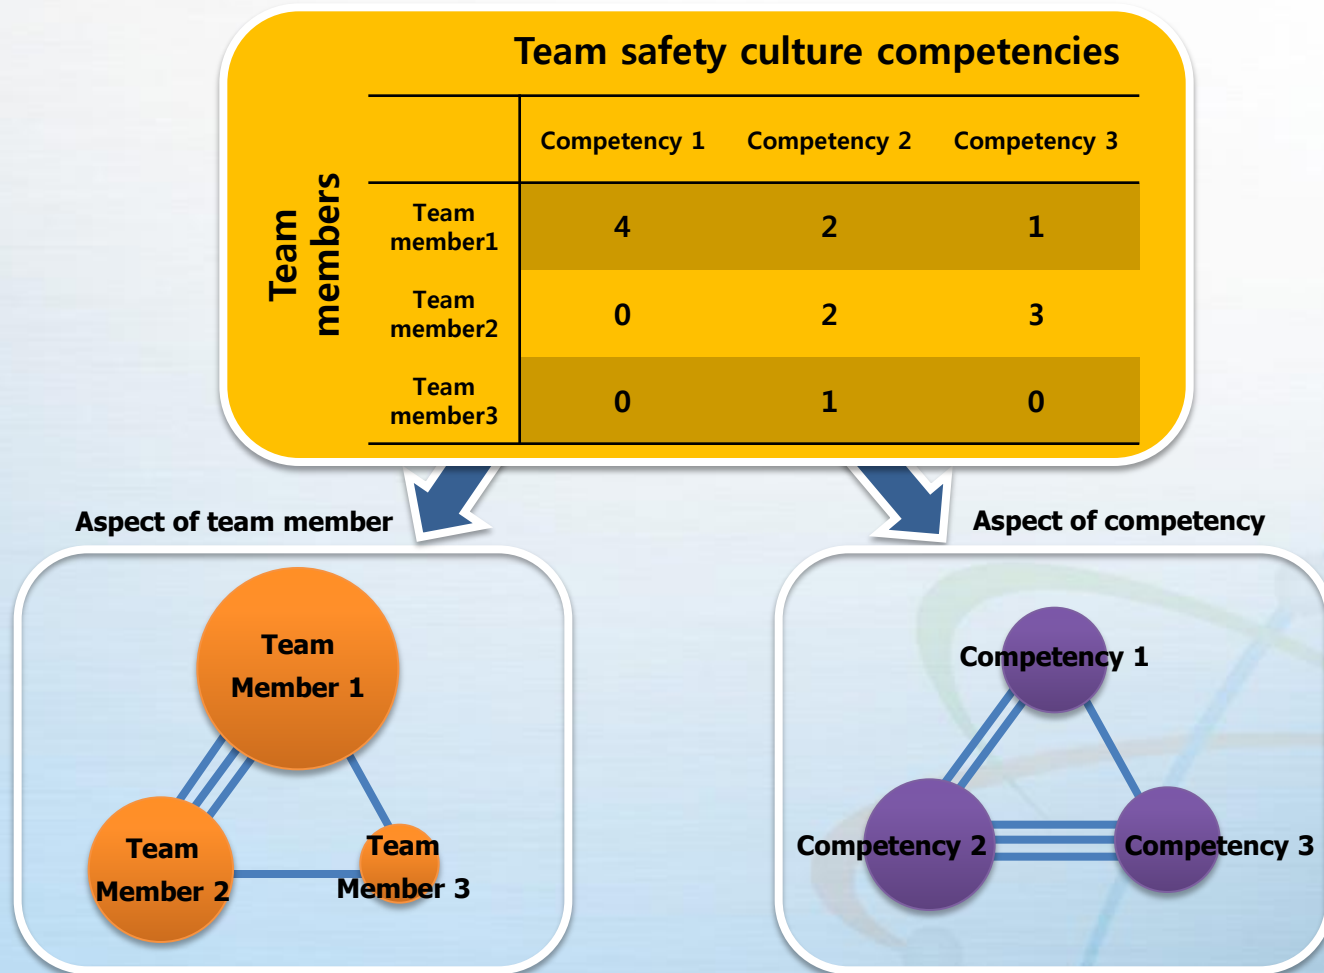 Team safety culture competencies
Team
members
Competency 1 Competency 2 Competency 3
Team
member1 4 2 1
Team
member2 0 2 3
Team
member3 0 1 0
Aspect of team member
Aspect of competency
Team
Member 1
Team
Member 2
Team
Member 3
Competency 1
Competency 2
Competency 3